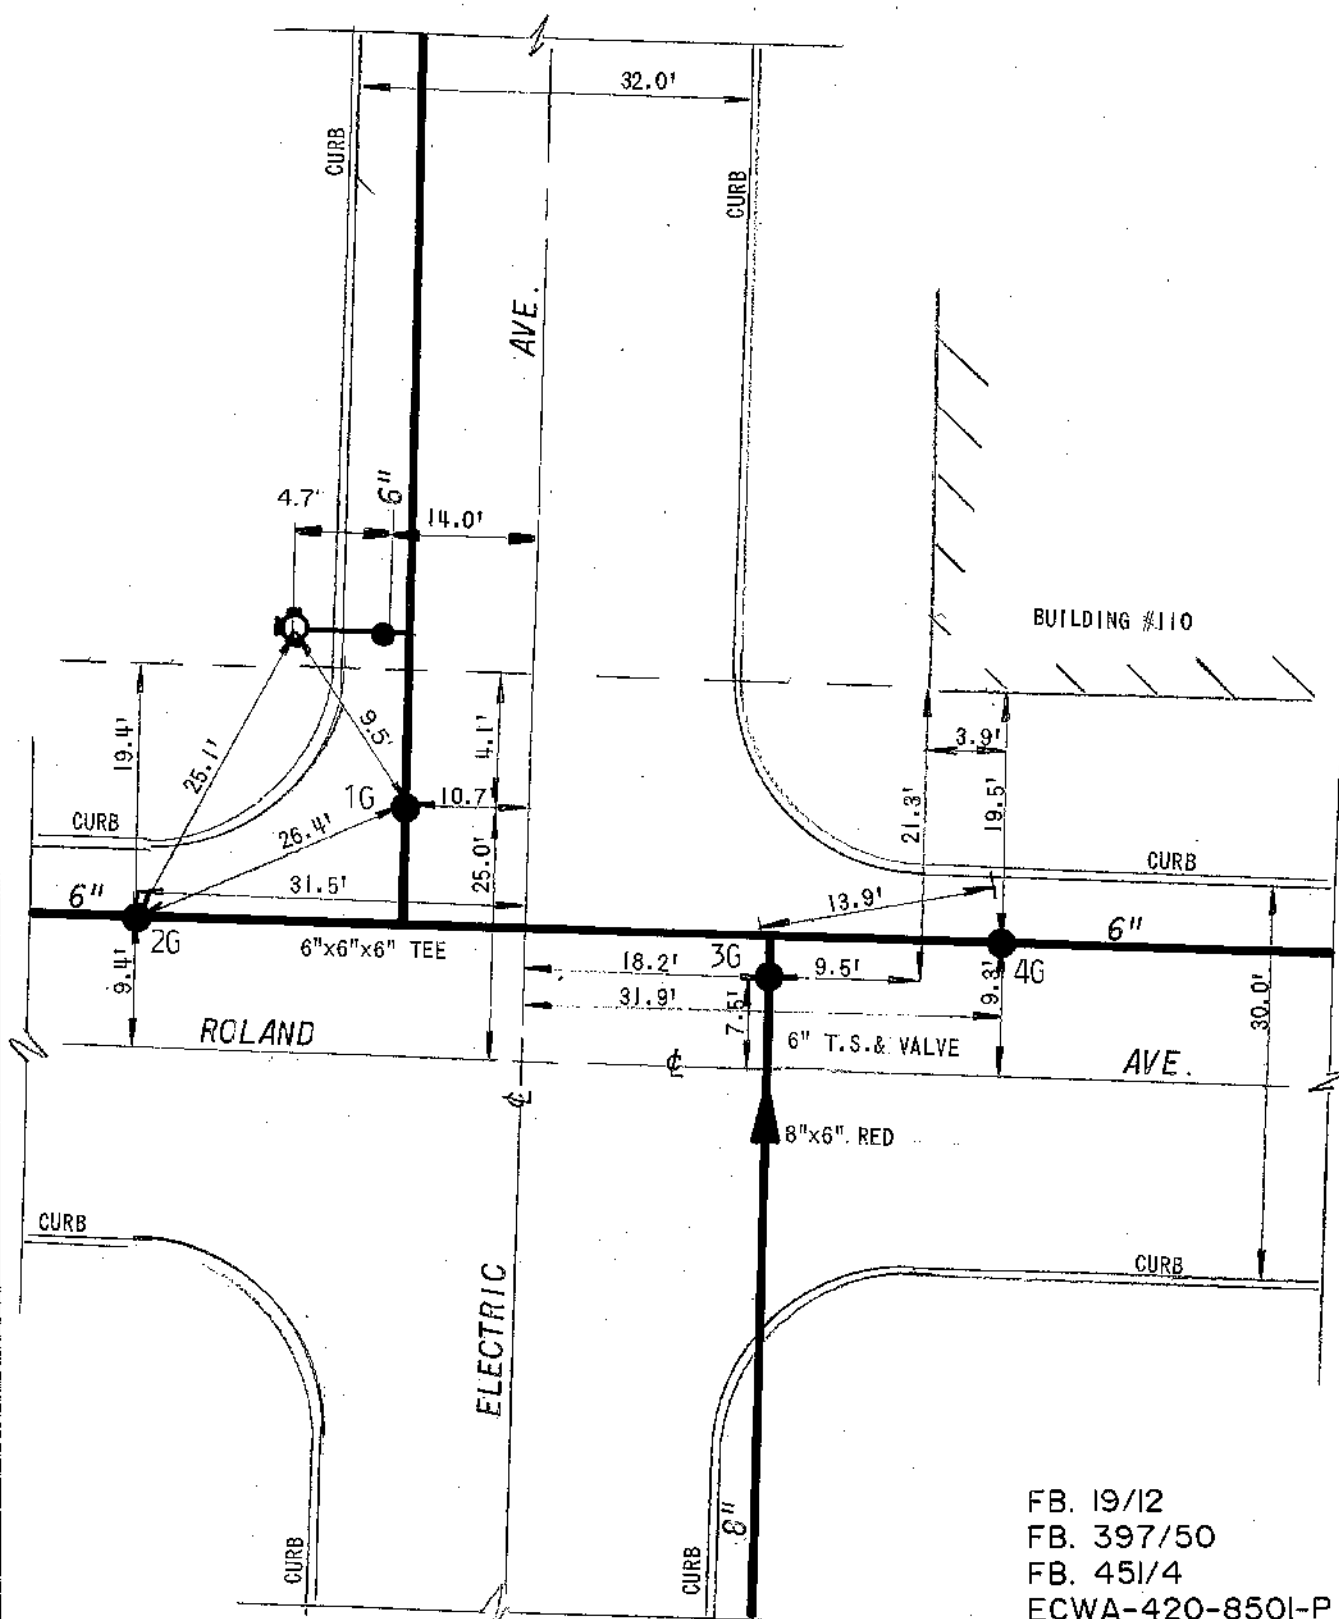 32.0'
CURB
CURB
AVE.
4.7'
6"
14.0'
BUILDING #110
19.4'
25.1'
9.5'
4.1'
3.9'
1G
10.7'
21.3'
19.5'
CURB
26.4'
CURB
31.5'
25.0'
6"
13.9'
2G
6"x6"x6" TEE
3G
6"
9.4'
18.2'
9.5'
9.3'
4G
31.9'
7.5'
30.0'
ROLAND
6" T.S.& VALVE
℄
AVE.
℄
8"x6" RED
CURB
CURB
ELECTRIC
8"
CURB
CURB
FB. 19/12
FB. 397/50
FB. 451/4
ECWA-420-8501-P